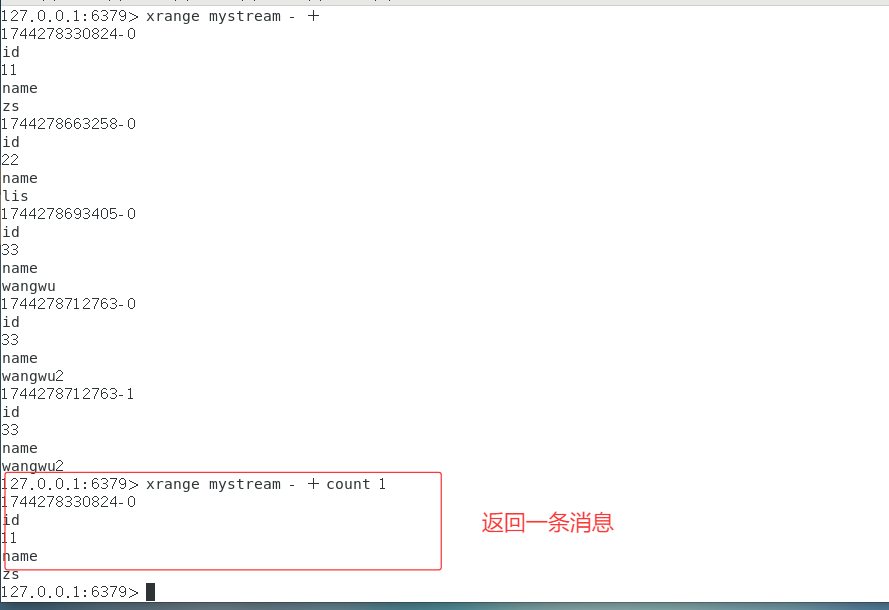 127.0.0.1:6379> xrange mystream - +
1744278330824-0
id
11
name
zs
1744278663258-0
id
22
name
lis
1744278693405-0
id
33
name
wangwu
1744278712763-0
id
33
name
wangwu2
1744278712763-1
id
33
name
wangwu2
127.0.0.1:6379> xrange mystream - + count 1
1744278330824-0
id
11
name
zs
返回一条消息
127.0.0.1:6379>